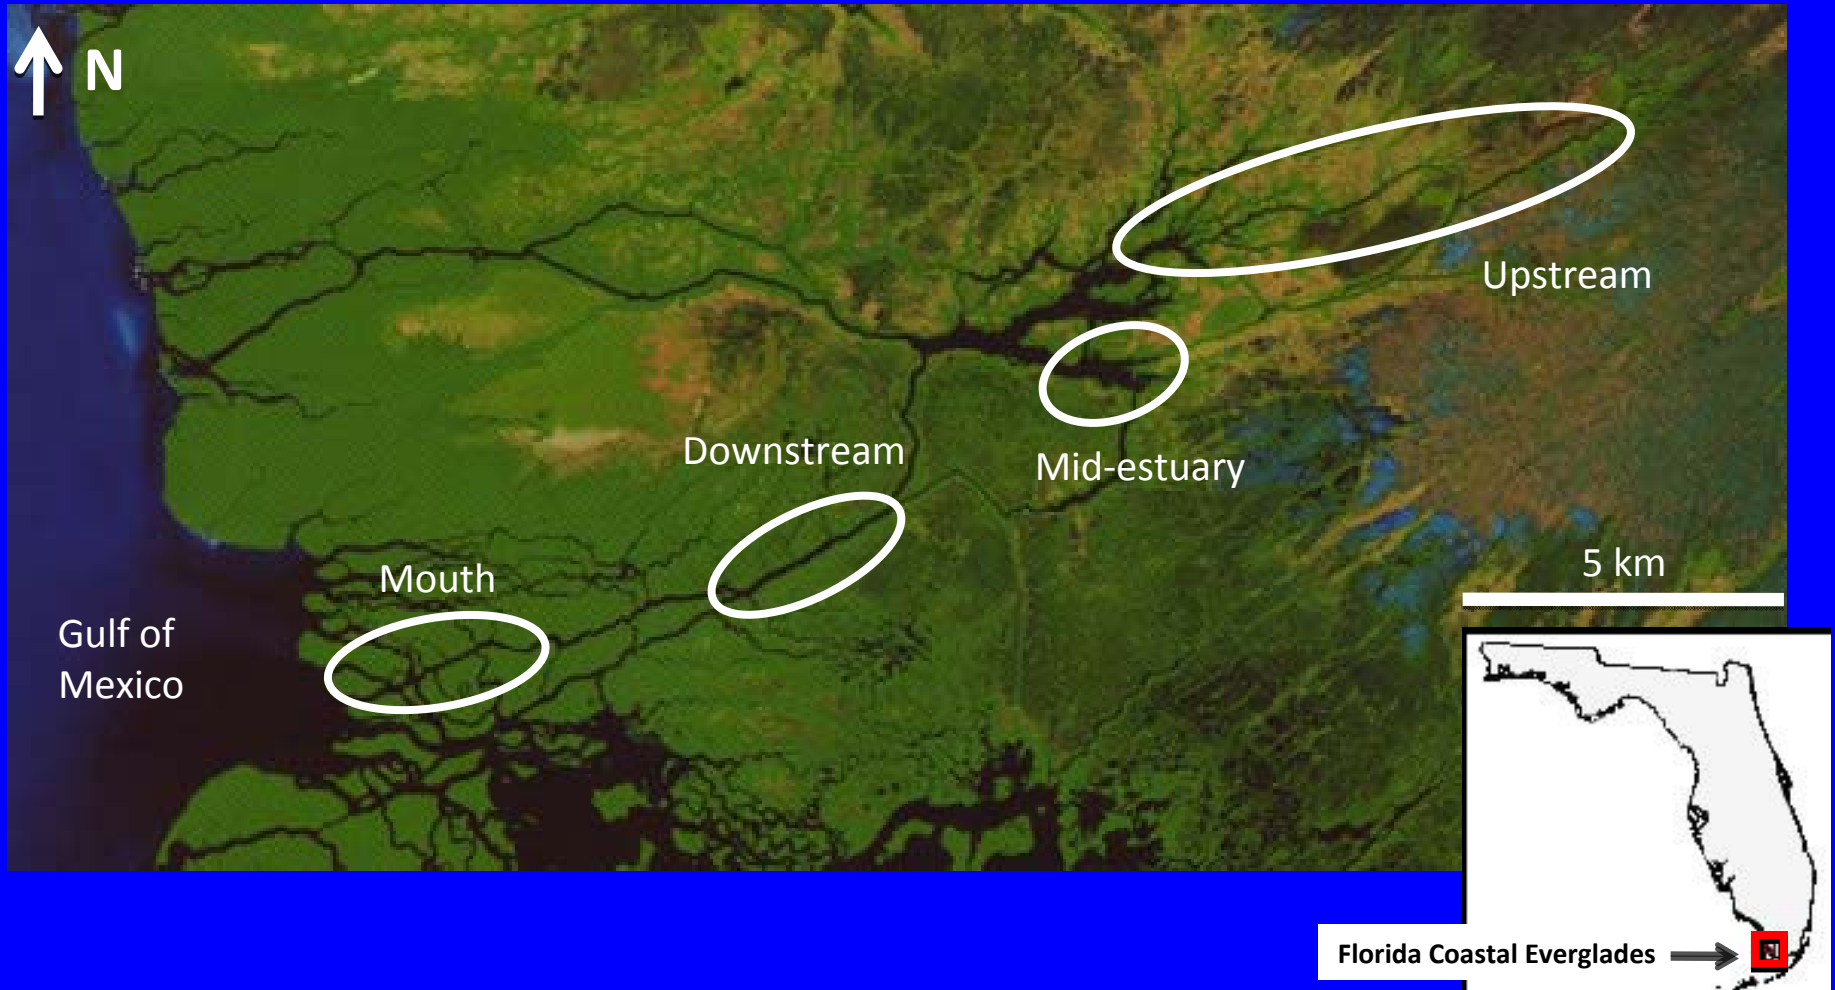 N
Upstream
Downstream
Mid-estuary
5 km
Mouth
Gulf of
Mexico
Florida Coastal Everglades